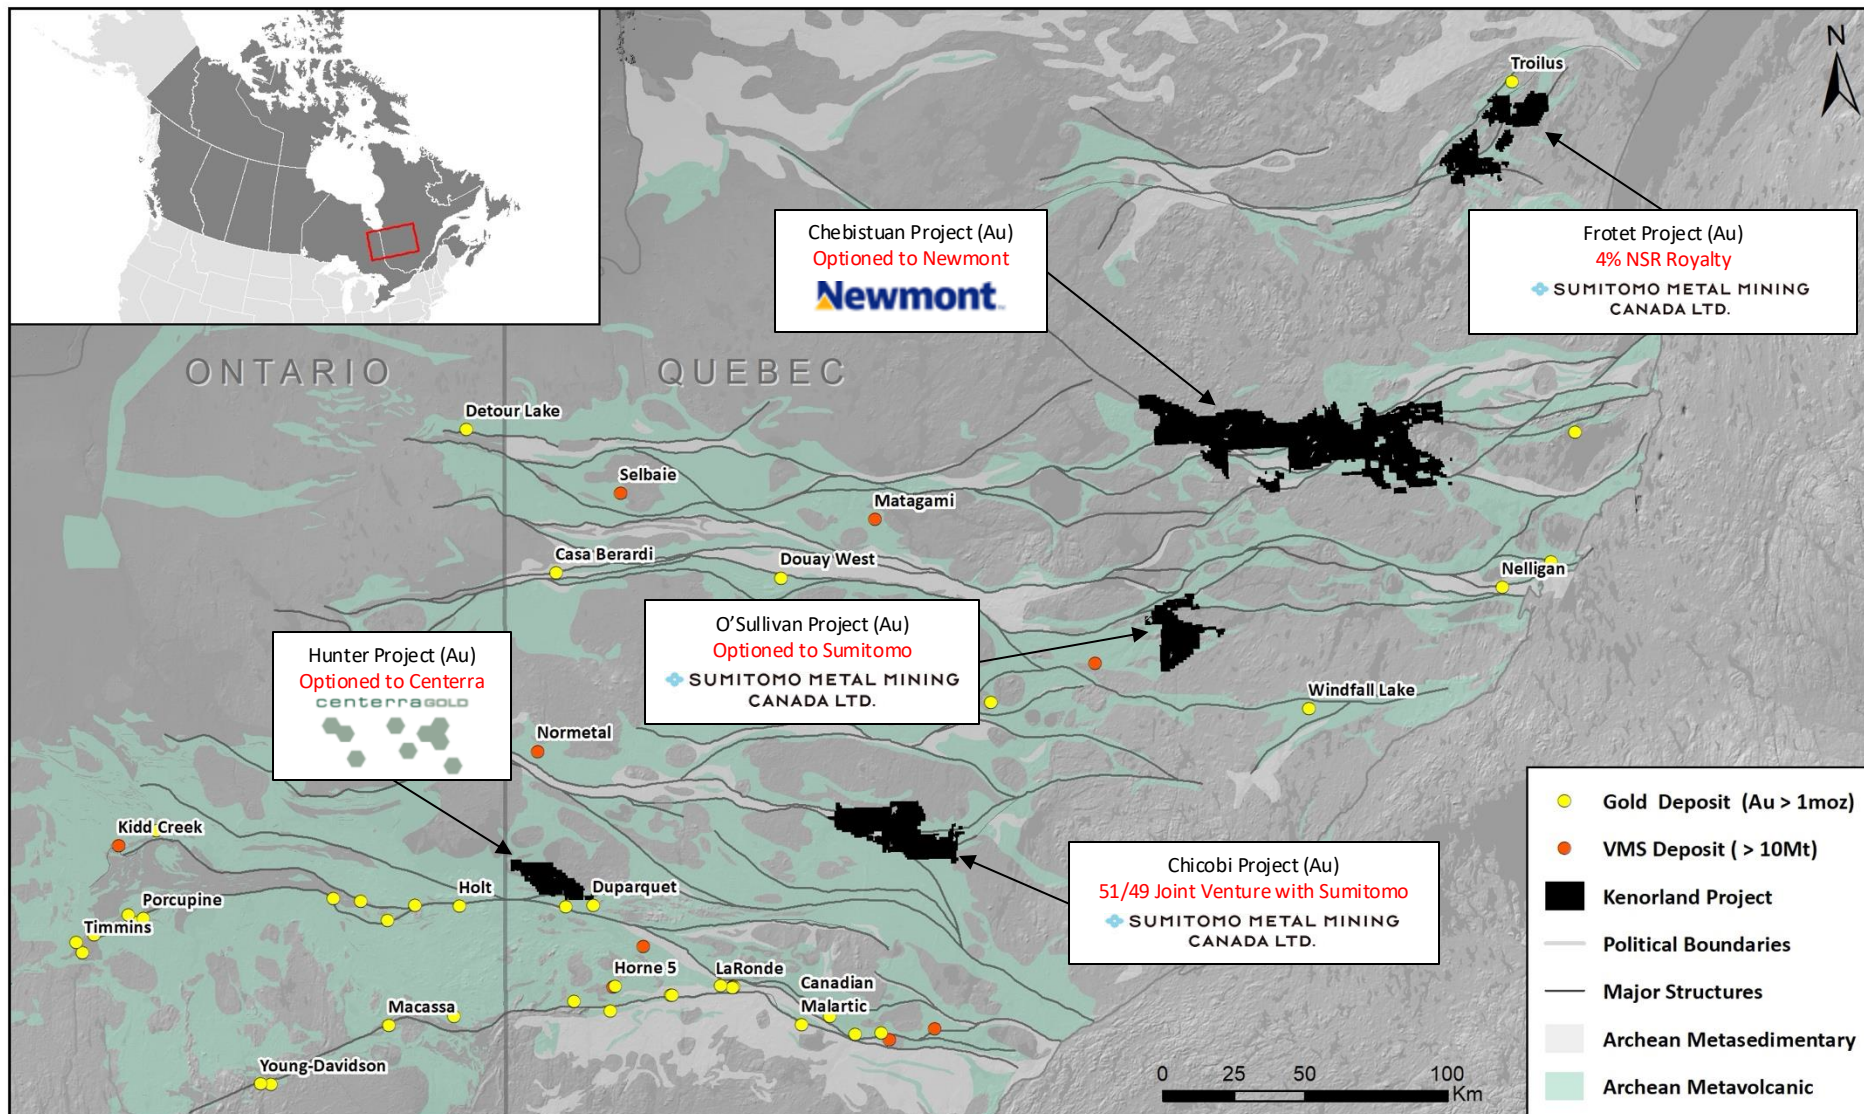 N
Troilus
Chebistuan Project (Au)
Optioned to Newmont
Newmont
Frotet Project (Au)
4% NSR Royalty
SUMITOMO METAL MINING
CANADA LTD.
ONTARIO
QUEBEC
Detour Lake
Selbaie
Matagami
Casa Berardi
Douay West
Nelligan
O'Sullivan Project (Au)
Optioned to Sumitomo
SUMITOMO METAL MINING
CANADA LTD.
Hunter Project (Au)
Optioned to Centerra
centerraGOLD
Windfall Lake
Normetal
Kidd Creek
Chicobi Project (Au)
51/49 Joint Venture with Sumitomo
SUMITOMO METAL MINING
CANADA LTD.
Holt
Duparquet
Porcupine
Timmins
Horne 5
LaRonde
Canadian
Malartic
Macassa
Young-Davidson
Gold Deposit (Au > 1moz)
VMS Deposit ( > 10Mt)
Kenorland Project
Political Boundaries
Major Structures
Archean Metasedimentary
Archean Metavolcanic
0 25 50 100
Km